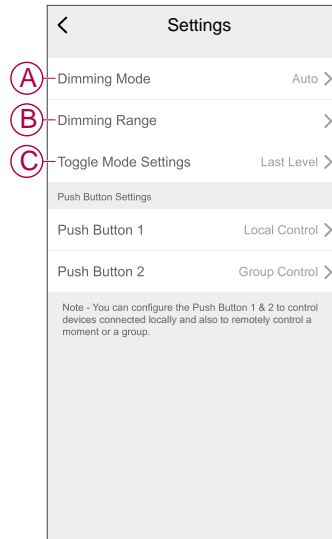 Settings
A Dimming Mode Auto
B Dimming Range
C Toggle Mode Settings Last Level
Push Button Settings
Push Button 1 Local Control
Push Button 2 Group Control
Note - You can configure the Push Button 1 & 2 to control
devices connected locally and also to remotely control a
moment or a group.